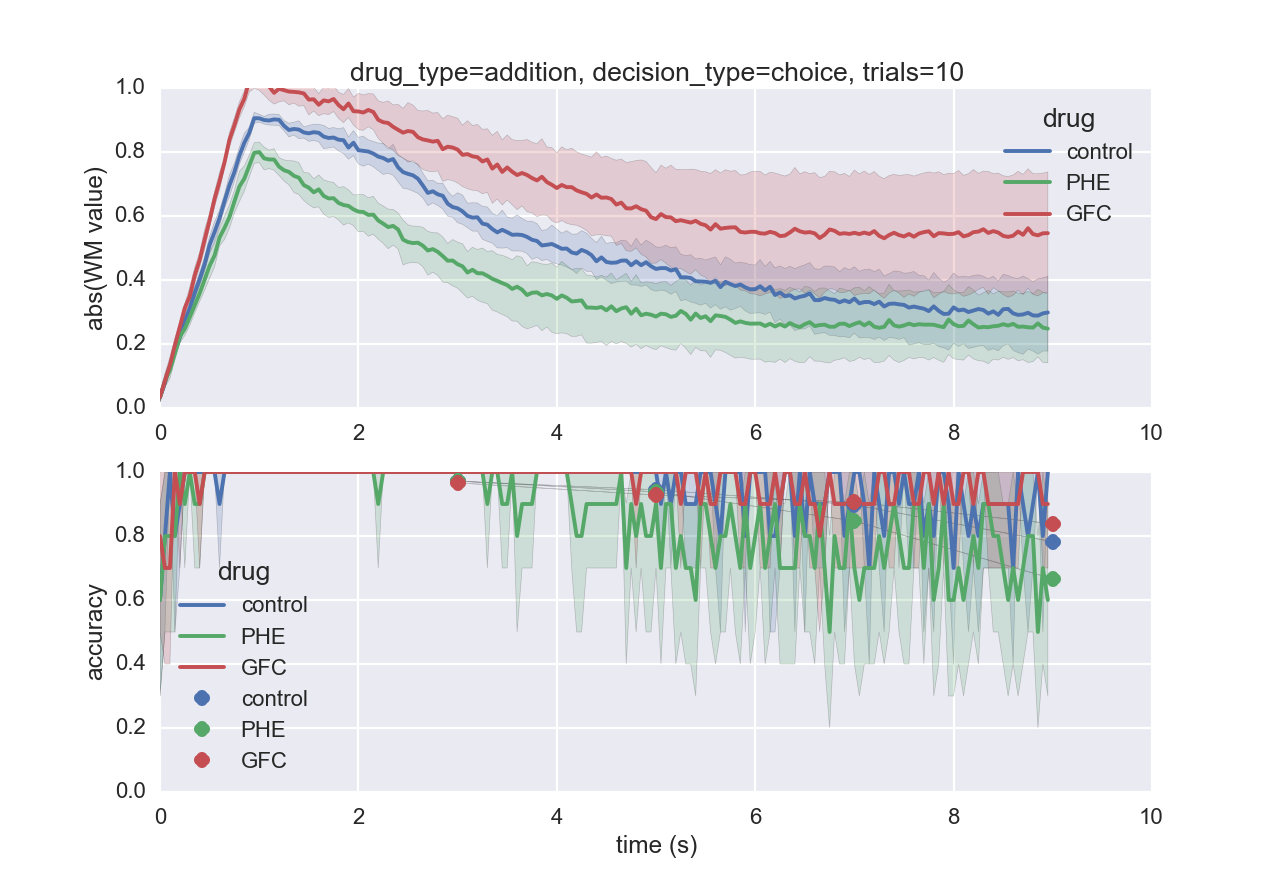 drug_type=addition, decision_type=choice, trials=10
1.0
0.8
0.6
0.4
0.2
0.0
abs(WM value)
drug
control
PHE
GFC
0 2 4 6 8 10
1.0
0.8
0.6
0.4
0.2
0.0
accuracy
drug
control
PHE
GFC
control
PHE
GFC
0 2 4 6 8 10
time (s)